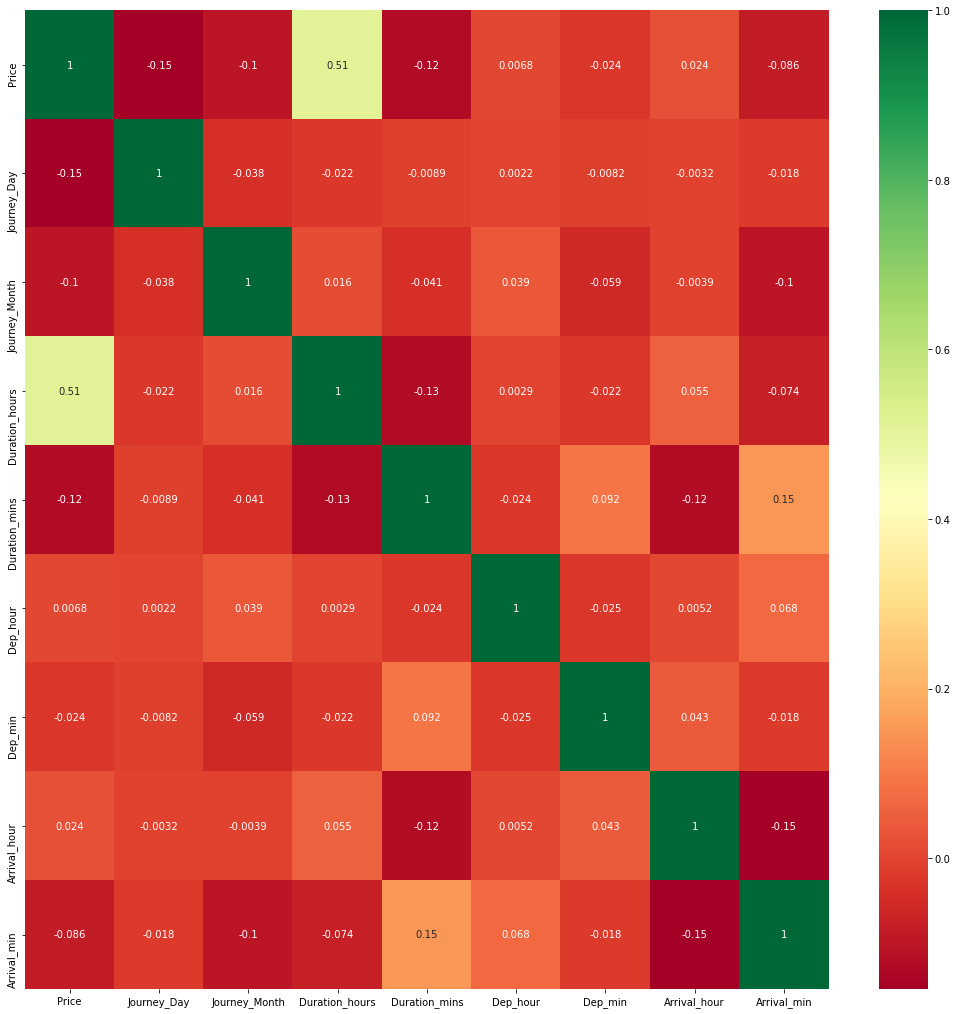 Price 1 -0.15 -0.1 0.51 -0.12 0.0068 -0.024 0.024 -0.086
Journey_Day -0.15 1 -0.038 -0.022 -0.0089 0.0022 -0.0082 -0.0032 -0.018
Journey_Month -0.1 -0.038 1 0.016 -0.041 0.039 -0.059 -0.0039 -0.1
Duration_hours 0.51 -0.022 0.016 1 -0.13 0.0029 -0.022 0.055 -0.074
Duration_mins -0.12 -0.0089 -0.041 -0.13 1 -0.024 0.092 -0.12 0.15
Dep_hour 0.0068 0.0022 0.039 0.0029 -0.024 1 -0.025 0.0052 0.068
Dep_min -0.024 -0.0082 -0.059 -0.022 0.092 -0.025 1 0.043 -0.018
Arrival_hour 0.024 -0.0032 -0.0039 0.055 -0.12 0.0052 0.043 1 -0.15
Arrival_min -0.086 -0.018 -0.1 -0.074 0.15 0.068 -0.018 -0.15 1
Price Journey_Day Journey_Month Duration_hours Duration_mins Dep_hour Dep_min Arrival_hour Arrival_min
1.0
0.8
0.6
0.4
0.2
0.0